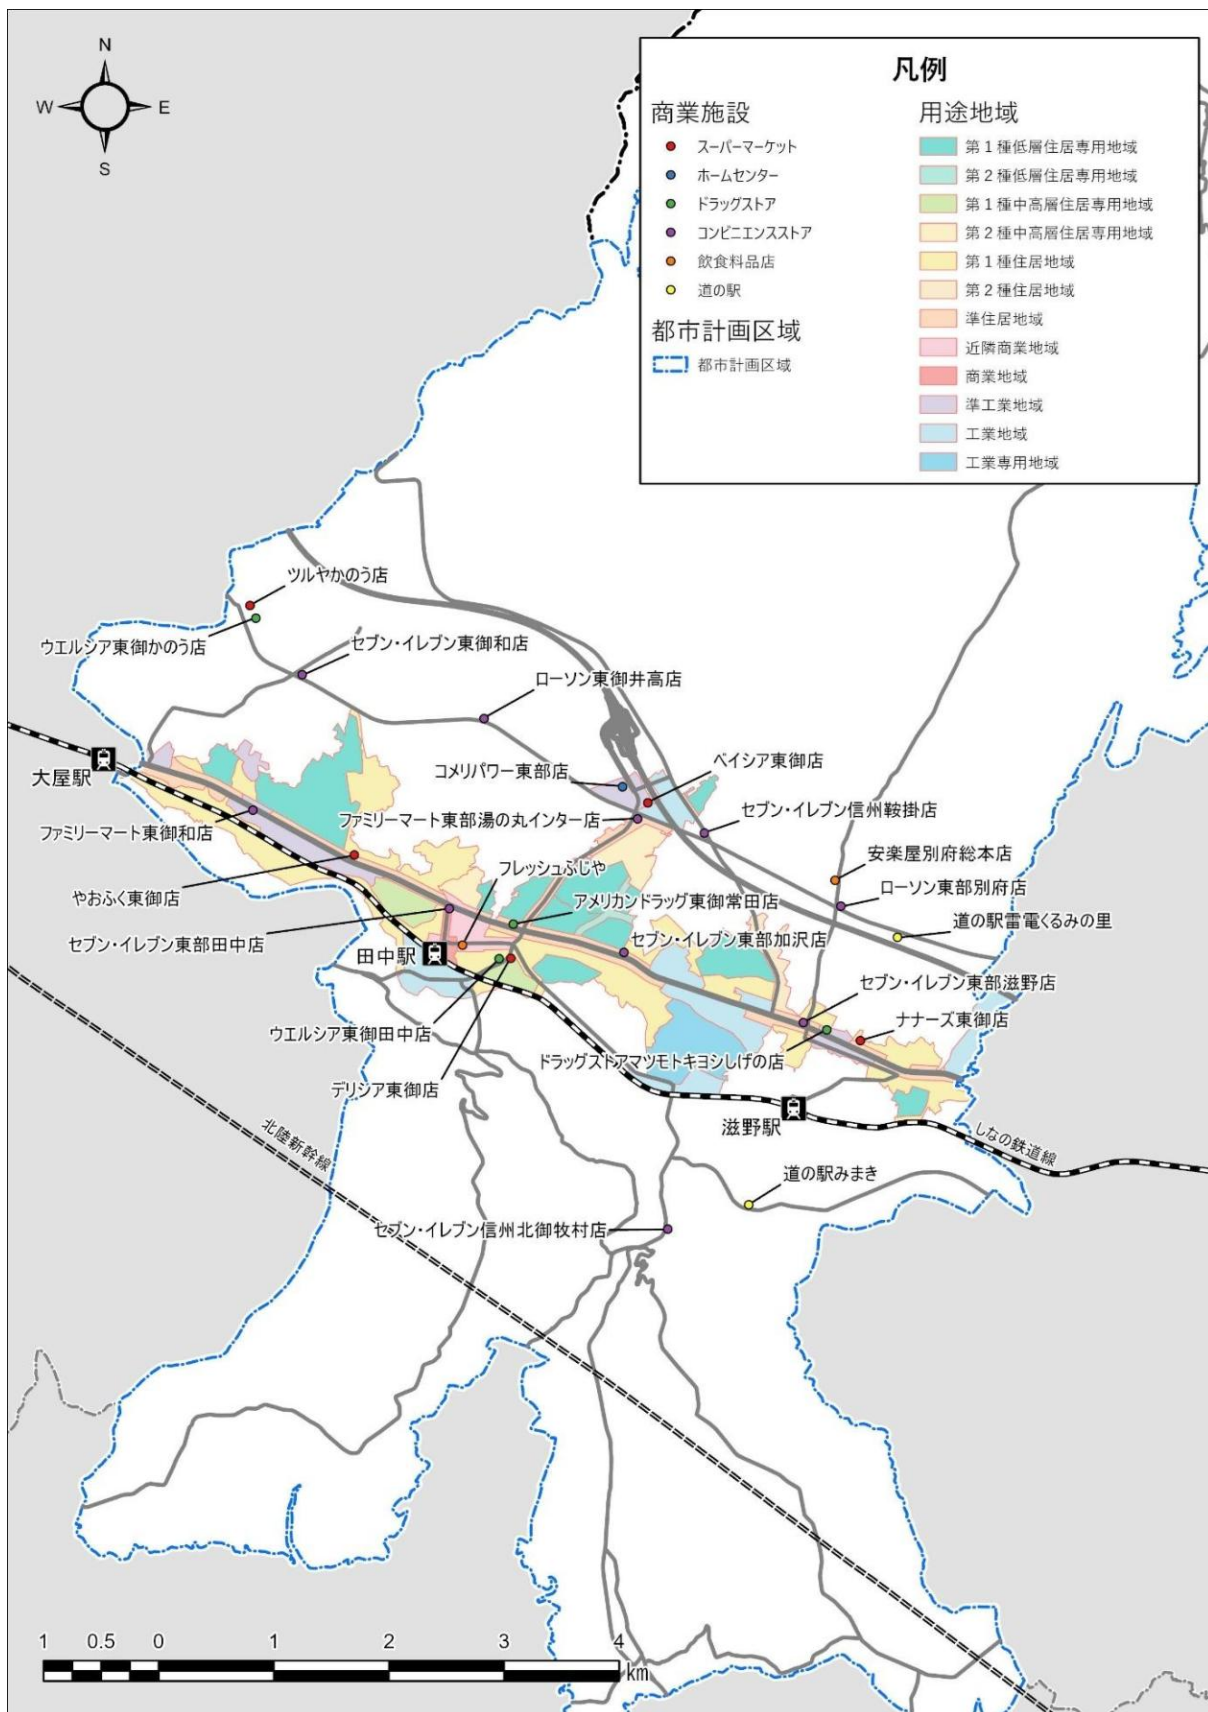 N
W
E
S
凡例
商業施設
スーパーマーケット
ホームセンター
ドラッグストア
コンビニエンスストア
飲食料品店
道の駅
都市計画区域
都市計画区域
用途地域
第1種低層住居専用地域
第2種低層住居専用地域
第1種中高層住居専用地域
第2種中高層住居専用地域
第1種住居地域
第2種住居地域
準住居地域
近隣商業地域
商業地域
準工業地域
工業地域
工業専用地域
ツルヤかのう店
ウエルシア東御かのう店
セブン・イレブン東御和店
ローソン東御井高店
大屋駅
コメリパワー東部店
ベイシア東御店
ファミリーマート東御和店
ファミリーマート東部湯の丸インター店
セブン・イレブン信州鞍掛店
やおふく東御店
フレッシュふじや
安楽屋別府総本店
アメリカンドラッグ東御常田店
ローソン東部別府店
セブン・イレブン東部田中店
道の駅雷電くるみの里
田中駅
セブン・イレブン東部加沢店
セブン・イレブン東部滋野店
ウエルシア東御田中店
ナナーズ東御店
デリシア東御店
ドラッグストアマツモトキヨシしげの店
滋野駅
しなの鉄道線
北陸新幹線
道の駅みまき
セブン・イレブン信州北御牧村店
1 0.5 0 1 2 3 4
km